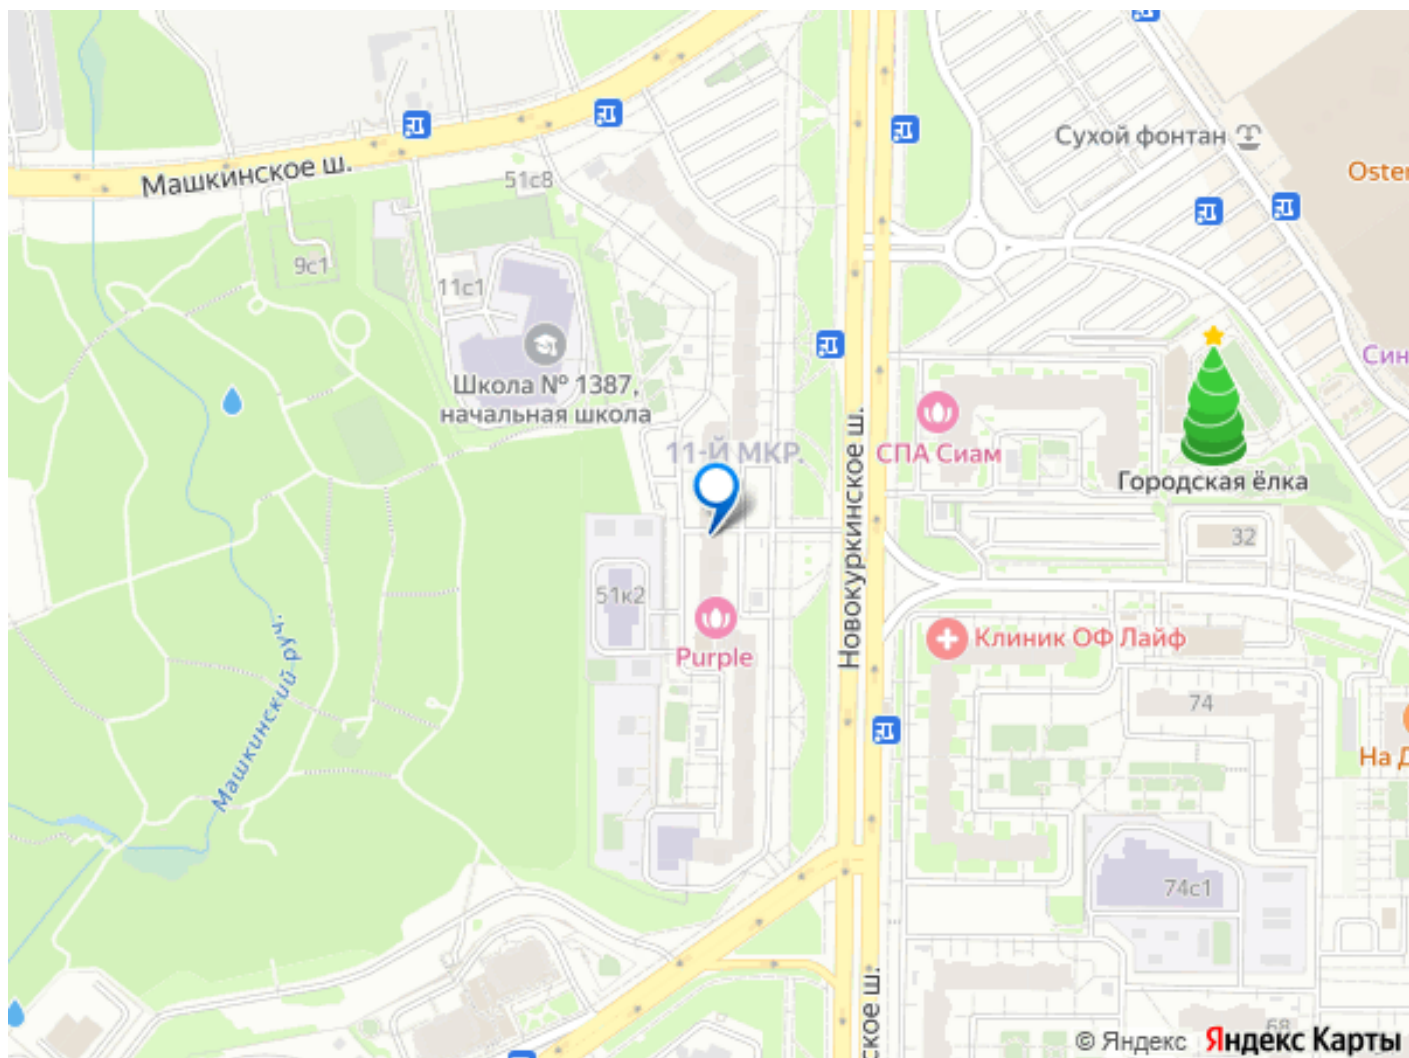 Сухой фонтан
Машкинское ш.
51с8
9с1
11с1
Школа № 1387,
начальная школа
11-Й МКР.
СПА Сиам
Городская ёлка
Новокуркинское ш.
32
51к2
Purple
Клиник ОФ Лайф
Машкинский руч.
74
74с1
68
© Яндекс Яндекс Карты